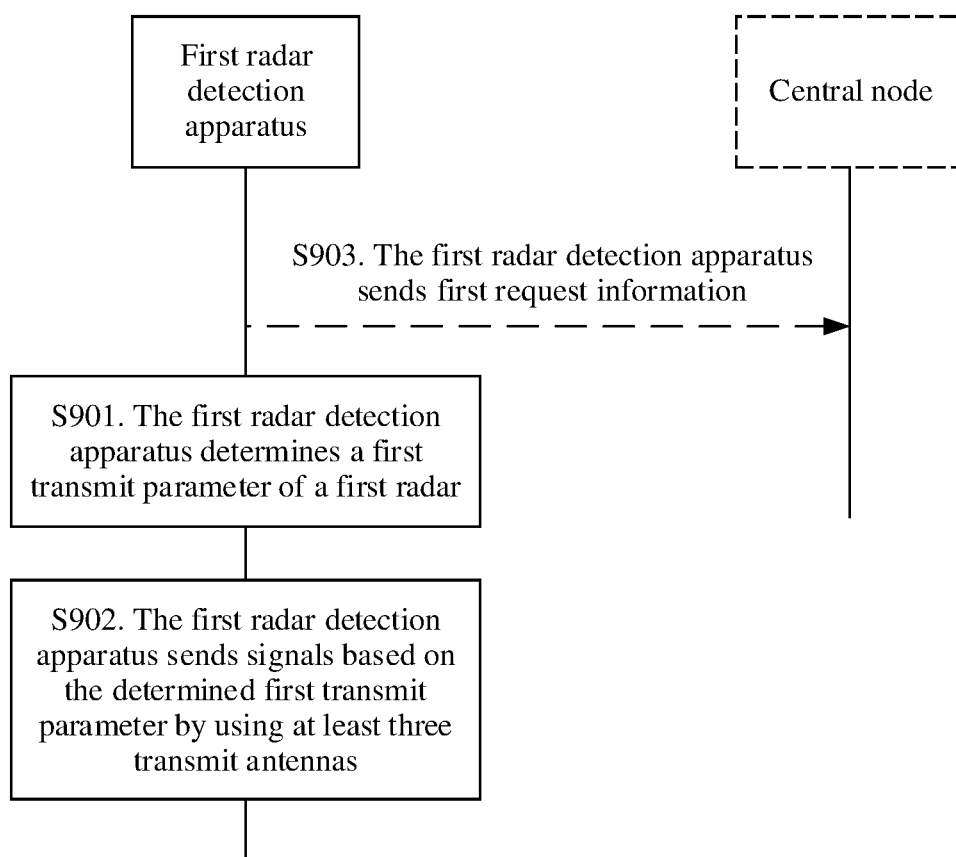 First radar
detection
apparatus
Central node
S903. The first radar detection apparatus
sends first request information
S901. The first radar detection
apparatus determines a first
transmit parameter of a first radar
S902. The first radar detection
apparatus sends signals based on
the determined first transmit
parameter by using at least three
transmit antennas